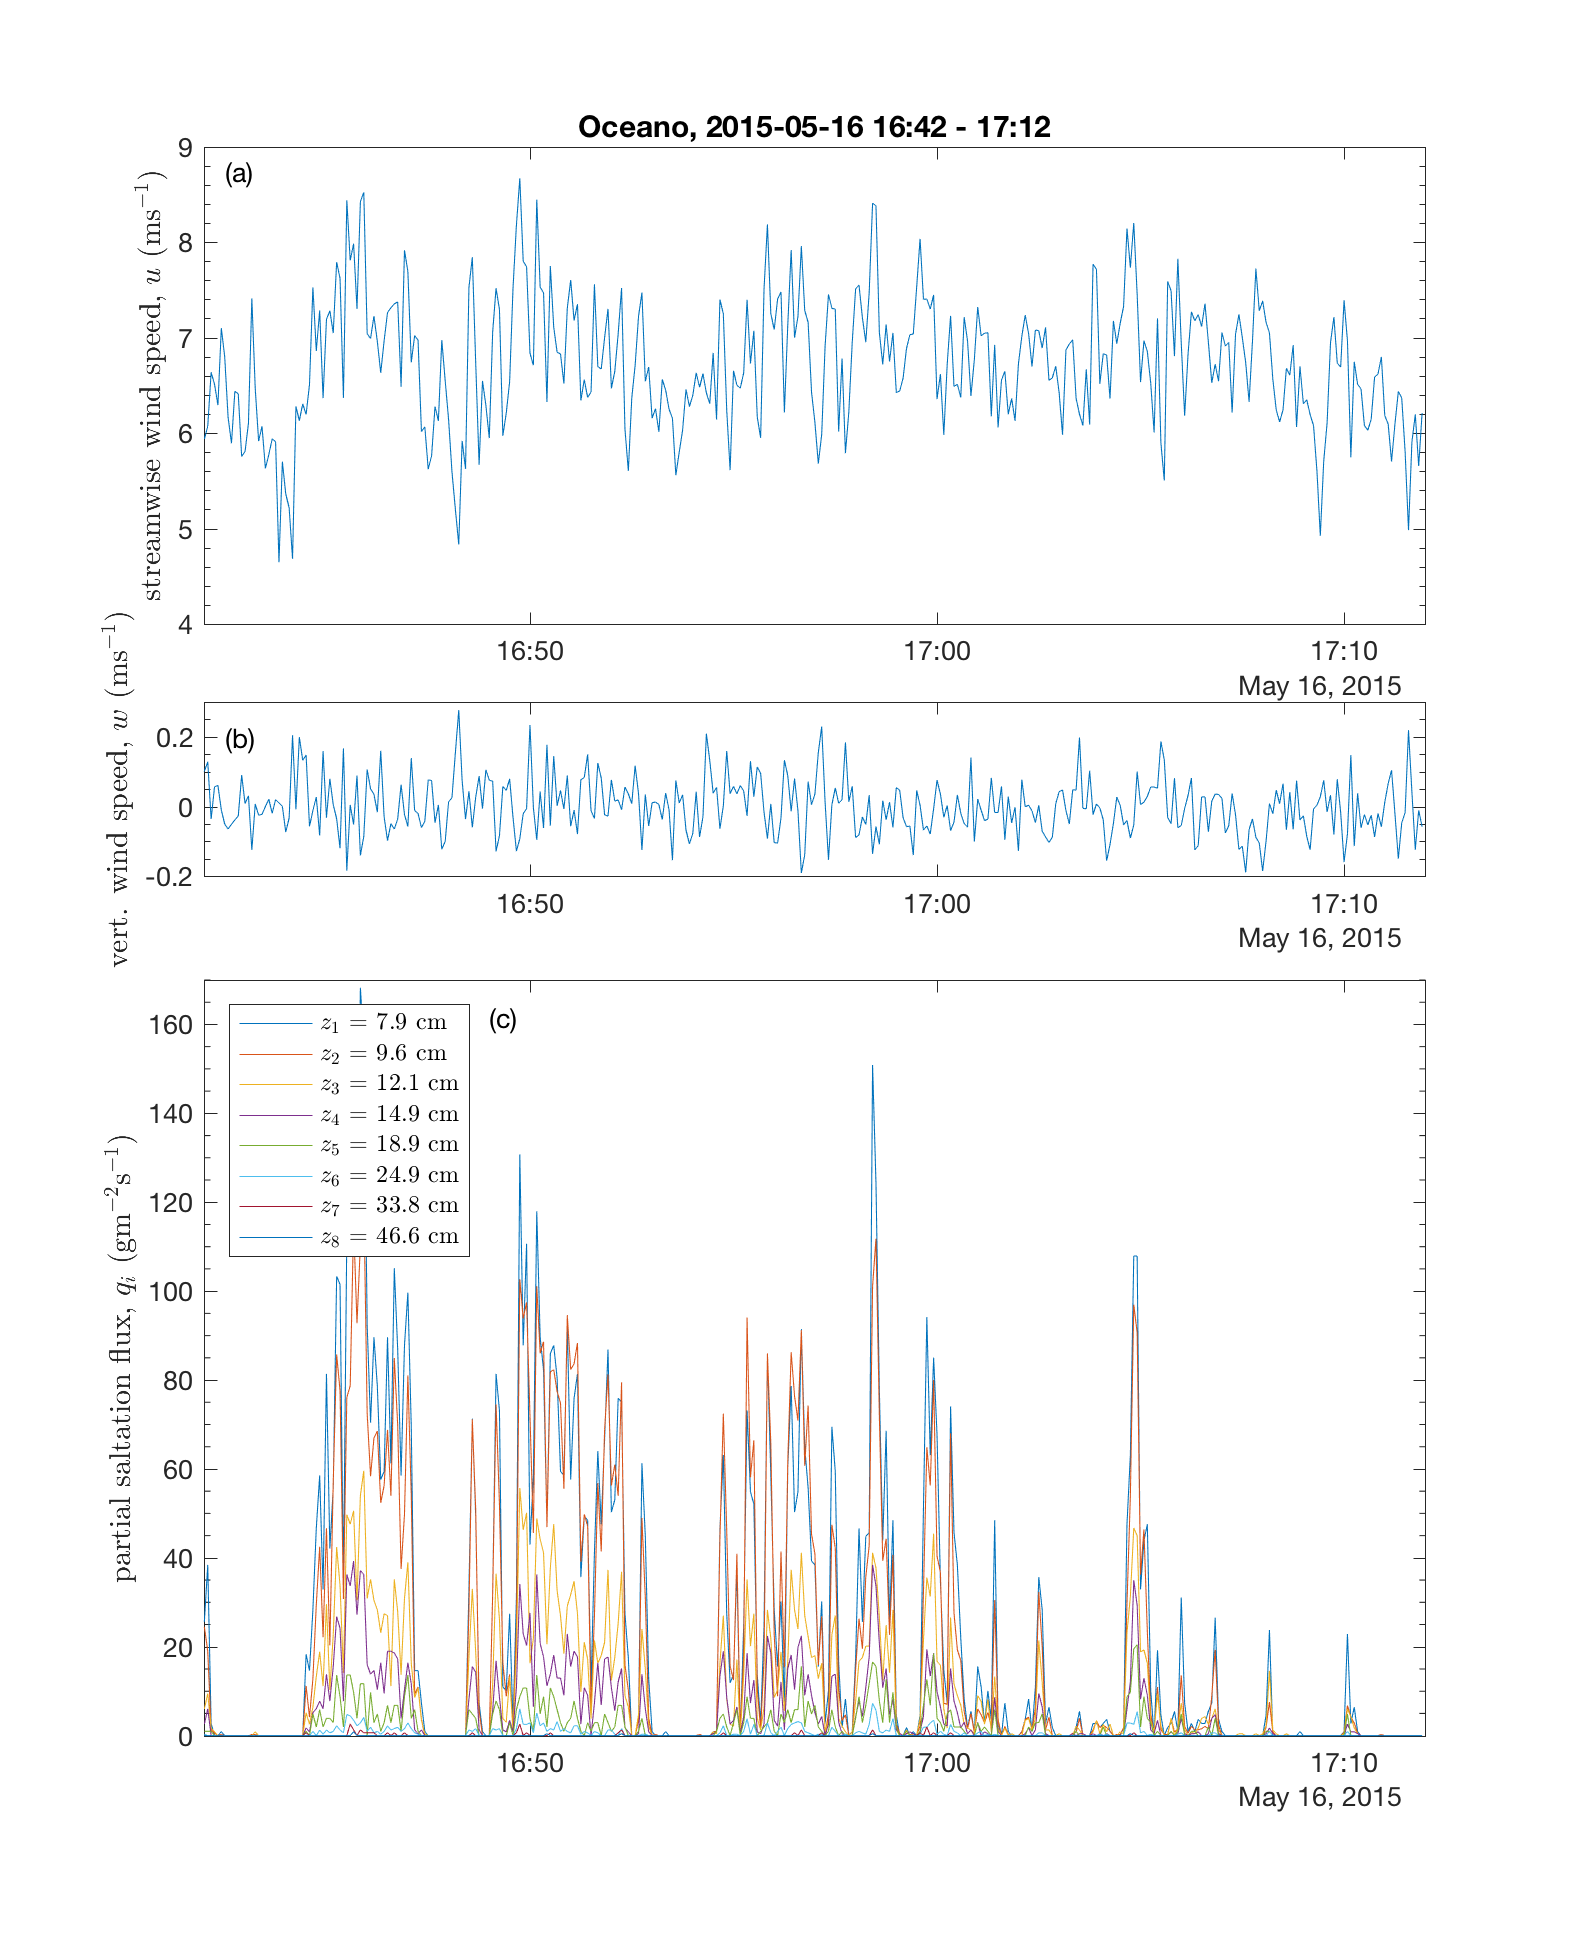 Oceano, 2015-05-16 16:42 - 17:12
(a)
streamwise wind speed, u (ms⁻¹)
9
8
7
6
5
4
16:50 17:00 17:10
May 16, 2015
(b)
vert. wind speed, w (ms⁻¹)
0.2
0
-0.2
16:50 17:00 17:10
May 16, 2015
(c)
partial saltation flux, qᵢ (gm⁻²s⁻¹)
160
140
120
100
80
60
40
20
0
z₁ = 7.9 cm
z₂ = 9.6 cm
z₃ = 12.1 cm
z₄ = 14.9 cm
z₅ = 18.9 cm
z₆ = 24.9 cm
z₇ = 33.8 cm
z₈ = 46.6 cm
16:50 17:00 17:10
May 16, 2015